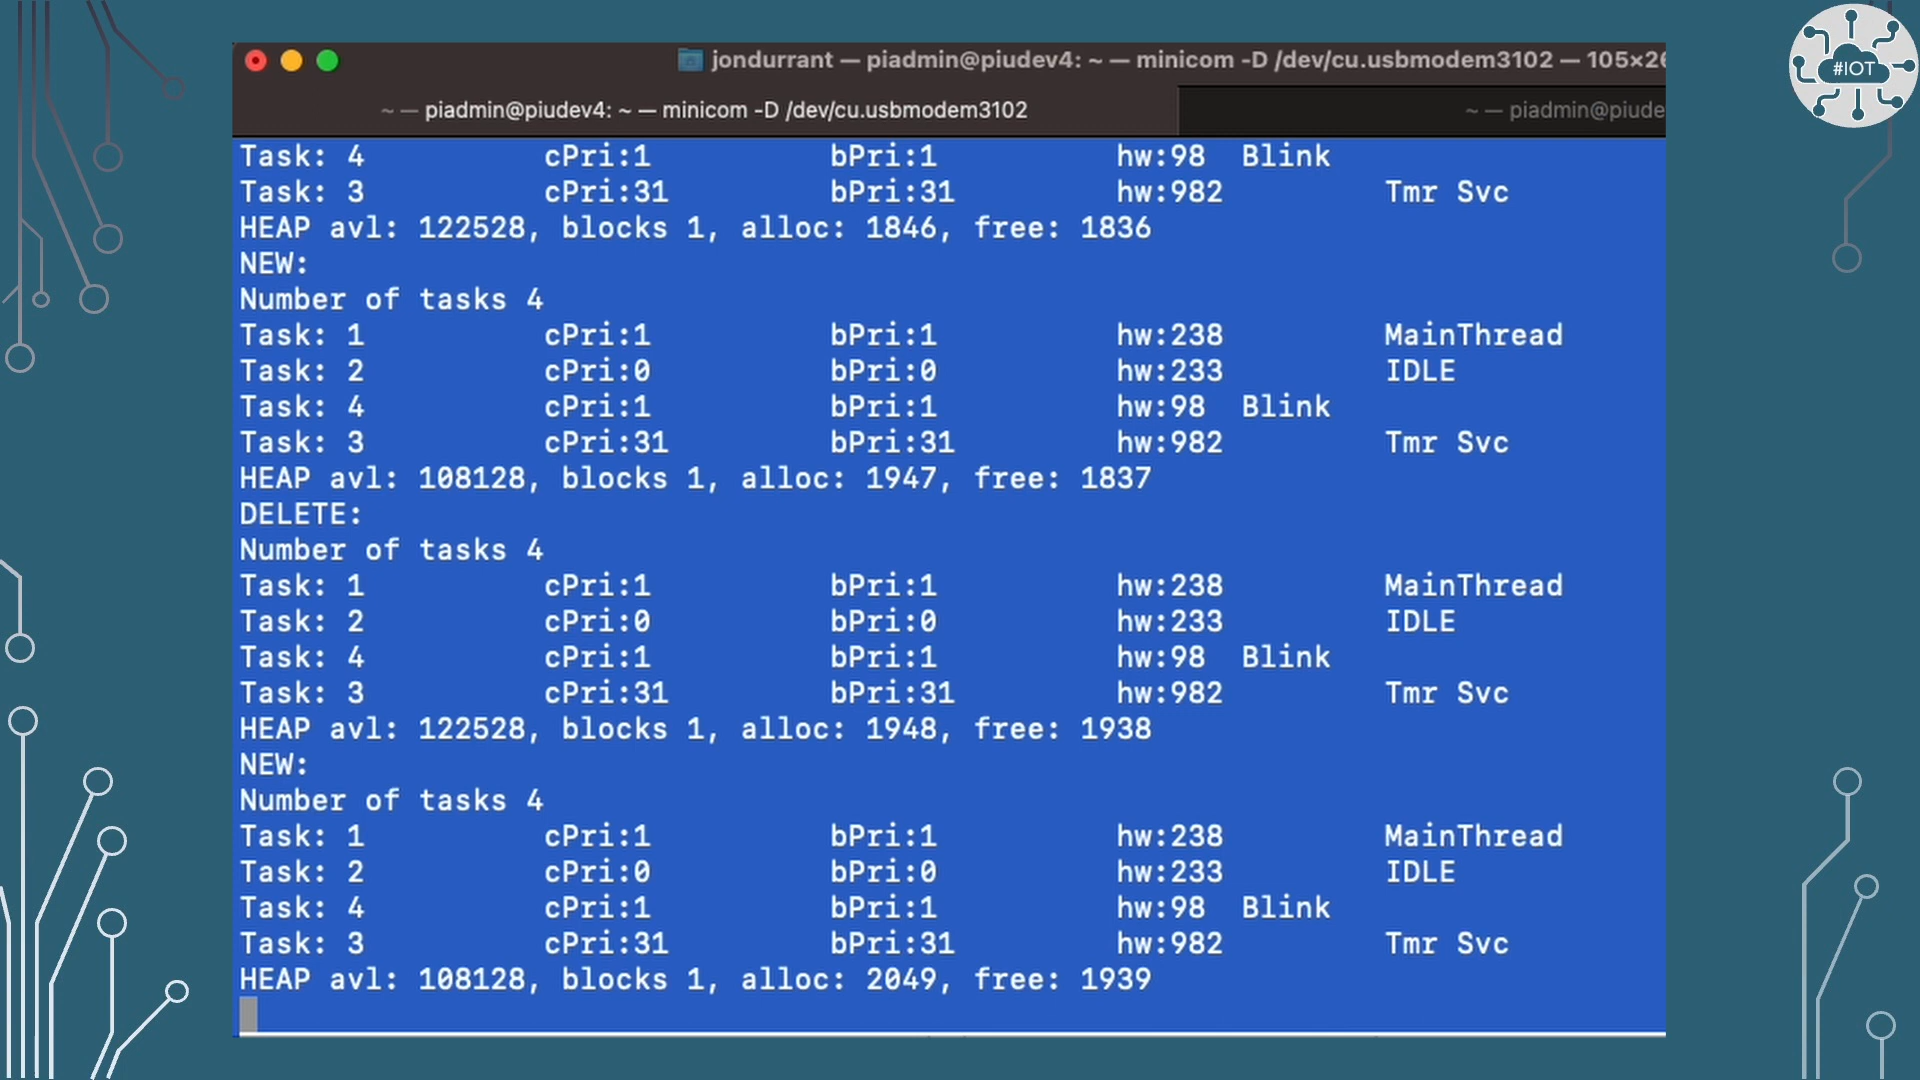 #IOT
jondurrant — piadmin@piudev4: ~ — minicom -D /dev/cu.usbmodem3102 — 105×26
~ — piadmin@piudev4: ~ — minicom -D /dev/cu.usbmodem3102 ~ — piadmin@piude
Task: 4 cPri:1 bPri:1 hw:98 Blink
Task: 3 cPri:31 bPri:31 hw:982 Tmr Svc
HEAP avl: 122528, blocks 1, alloc: 1846, free: 1836
NEW:
Number of tasks 4
Task: 1 cPri:1 bPri:1 hw:238 MainThread
Task: 2 cPri:0 bPri:0 hw:233 IDLE
Task: 4 cPri:1 bPri:1 hw:98 Blink
Task: 3 cPri:31 bPri:31 hw:982 Tmr Svc
HEAP avl: 108128, blocks 1, alloc: 1947, free: 1837
DELETE:
Number of tasks 4
Task: 1 cPri:1 bPri:1 hw:238 MainThread
Task: 2 cPri:0 bPri:0 hw:233 IDLE
Task: 4 cPri:1 bPri:1 hw:98 Blink
Task: 3 cPri:31 bPri:31 hw:982 Tmr Svc
HEAP avl: 122528, blocks 1, alloc: 1948, free: 1938
NEW:
Number of tasks 4
Task: 1 cPri:1 bPri:1 hw:238 MainThread
Task: 2 cPri:0 bPri:0 hw:233 IDLE
Task: 4 cPri:1 bPri:1 hw:98 Blink
Task: 3 cPri:31 bPri:31 hw:982 Tmr Svc
HEAP avl: 108128, blocks 1, alloc: 2049, free: 1939